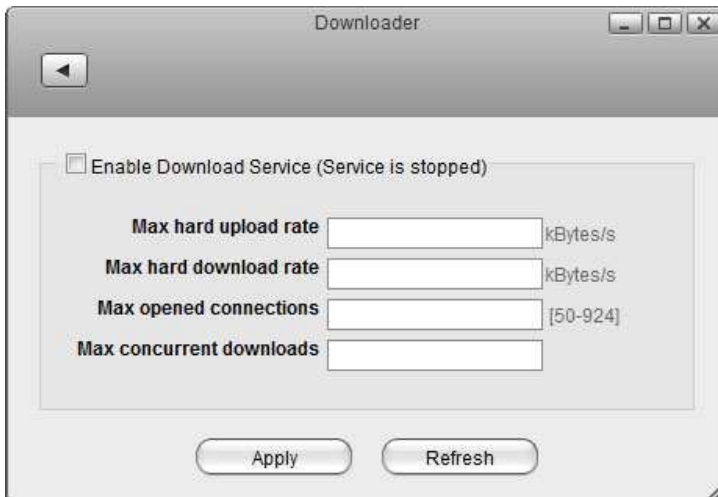 Downloader
Enable Download Service (Service is stopped)
Max hard upload rate kBytes/s
Max hard download rate kBytes/s
Max opened connections [50-924]
Max concurrent downloads
Apply Refresh